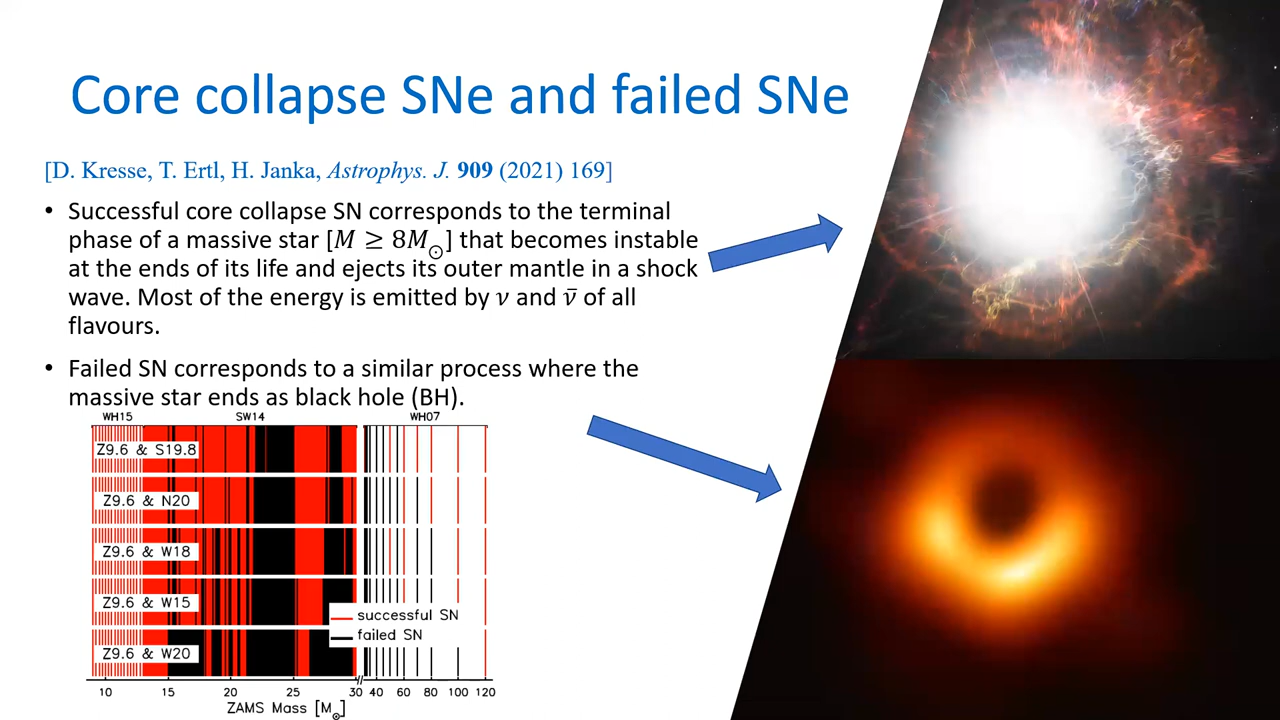 Core collapse SNe and failed SNe
[D. Kresse, T. Ertl, H. Janka, Astrophys. J. 909 (2021) 169]
• Successful core collapse SN corresponds to the terminal
phase of a massive star [M ≥ 8M⊙] that becomes instable
at the ends of its life and ejects its outer mantle in a shock
wave. Most of the energy is emitted by ν and ν̄ of all
flavours.
• Failed SN corresponds to a similar process where the
massive star ends as black hole (BH).
WH15 SW14 WH07
Z9.6 & S19.8
Z9.6 & N20
Z9.6 & W18
Z9.6 & W15
successful SN
failed SN
Z9.6 & W20
10 15 20 25 30 40 60 80 100 120
ZAMS Mass [M⊙]